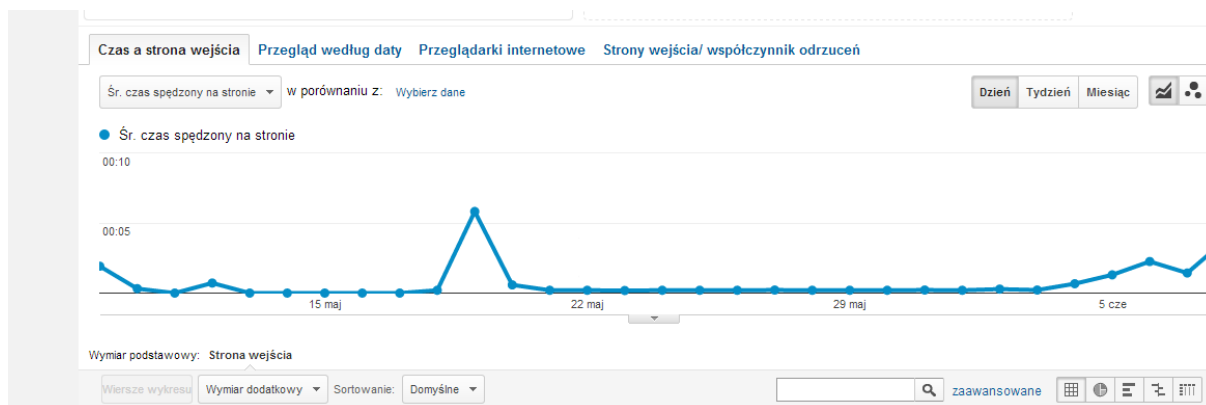 Czas a strona wejścia Przegląd według daty Przeglądarki internetowe Strony wejścia/ współczynnik odrzuceń
Śr. czas spędzony na stronie w porównaniu z: Wybierz dane Dzień Tydzień Miesiąc
Śr. czas spędzony na stronie
00:10
00:05
15 maj 22 maj 29 maj 5 cze
Wymiar podstawowy: Strona wejścia
Wiersze wykresu Wymiar dodatkowy Sortowanie: Domyślne zaawansowane